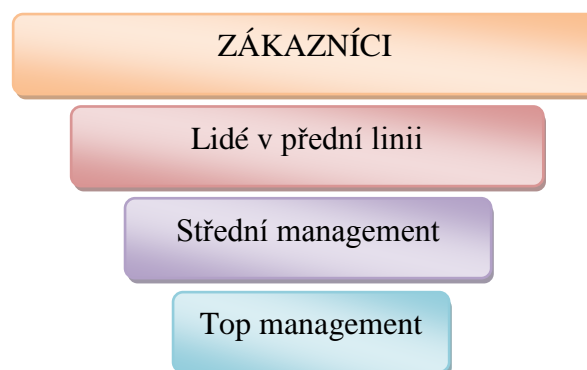 ZÁKAZNÍCI
Lidé v přední linii
Střední management
Top management